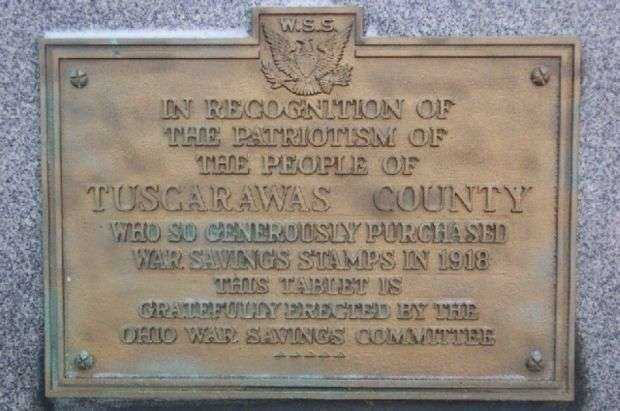 W.S.S.
IN RECOGNITION OF
THE PATRIOTISM OF
THE PEOPLE OF
TUSCARAWAS COUNTY
WHO SO GENEROUSLY PURCHASED
WAR SAVINGS STAMPS IN 1918
THIS TABLET IS
GRATEFULLY ERECTED BY THE
OHIO WAR SAVINGS COMMITTEE